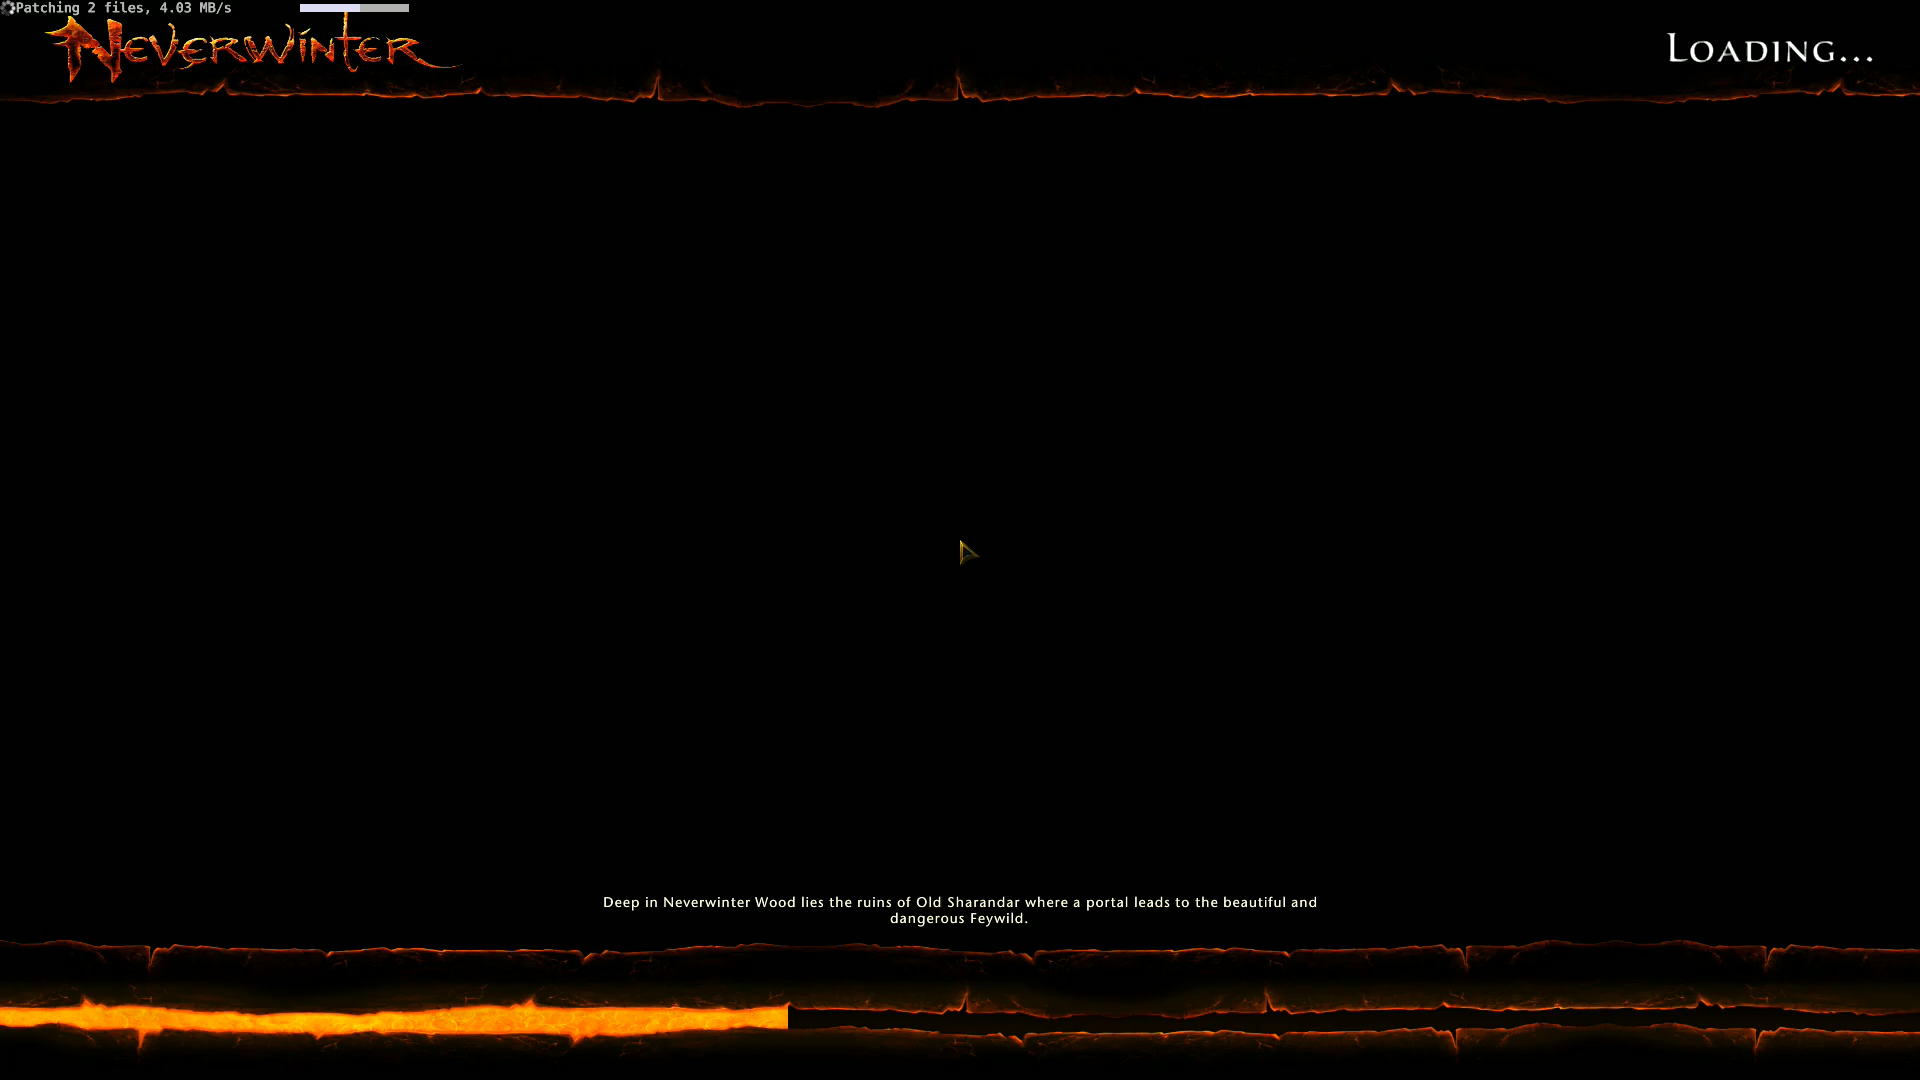 Patching 2 files, 4.03 MB/s
NEVERWINTER
LOADING...
Deep in Neverwinter Wood lies the ruins of Old Sharandar where a portal leads to the beautiful and
dangerous Feywild.